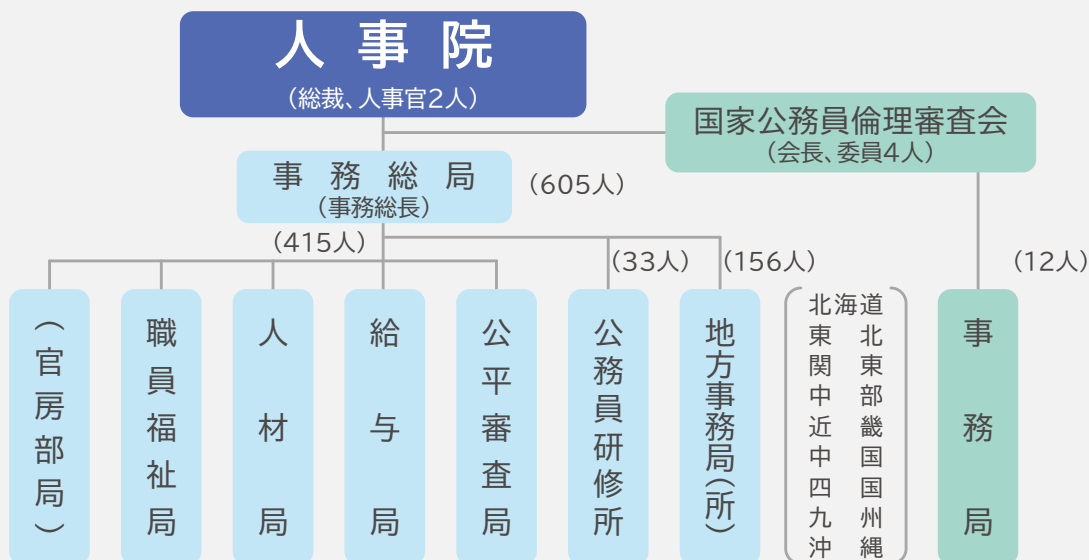 人事院
（総裁、人事官2人）
国家公務員倫理審査会
（会長、委員4人）
事務総局
（事務総長）
（605人）
（415人）
（33人）
（156人）
（12人）
（官房部局）
職員福祉局
人材局
給与局
公平審査局
公務員研修所
地方事務局（所）
北海道
東北
関東
中部
近畿
中国
四国
九州
沖縄
事務局